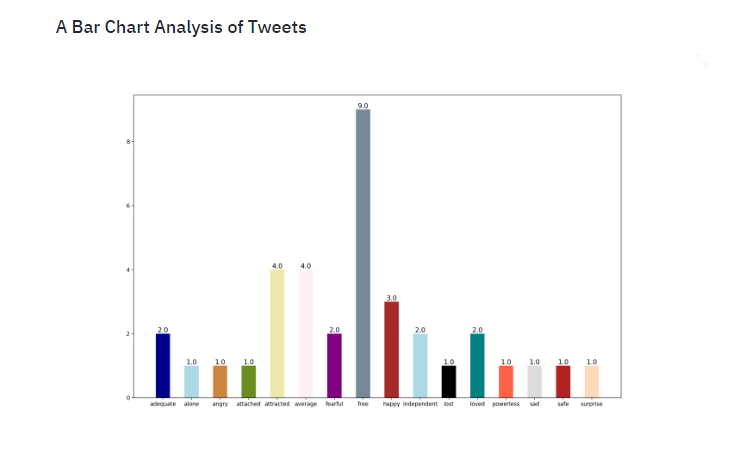 A Bar Chart Analysis of Tweets
9.0
8
6
4.0 4.0
4
3.0
2.0 2.0 2.0 2.0
2
1.0 1.0 1.0 1.0 1.0 1.0 1.0 1.0
0
adequate alone angry attached attracted average fearful free happy independent lost loved powerless sad safe surprise